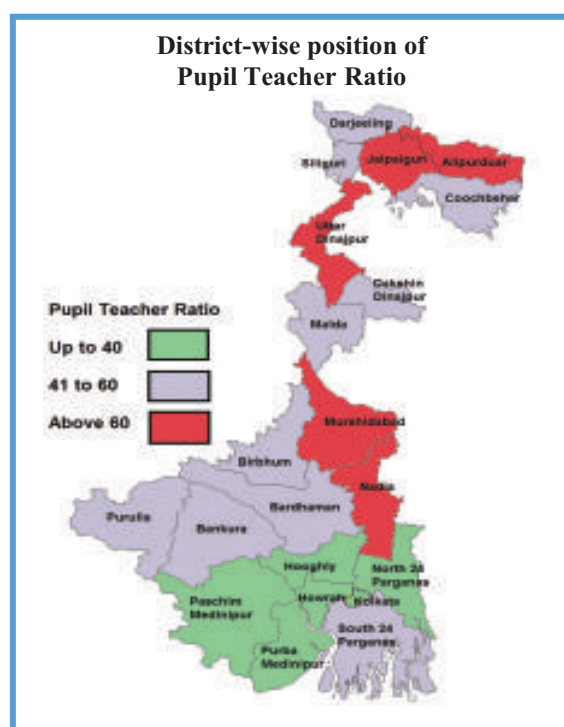 District-wise position of
Pupil Teacher Ratio
Darjeeling
Siliguri
Jalpaiguri
Alipurduar
Coochbehar
Uttar
Dinajpur
Dakshin
Dinajpur
Malda
Pupil Teacher Ratio
Up to 40
41 to 60
Above 60
Murshidabad
Birbhum
Nadia
Bardhaman
Purulia
Bankura
Hooghly
North 24
Parganas
Howrah
Kolkata
Paschim
Medinipur
South 24
Parganas
Purba
Medinipur